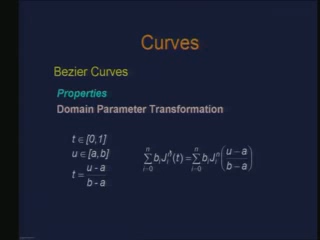 Curves
Bezier Curves
Properties
Domain Parameter Transformation
t ∈ [0,1]
u ∈ [a,b]
t = (u - a) / (b - a)
∑_{i=0}^{n} b_i J_i^n (t) = ∑_{i=0}^{n} b_i J_i^n ((u - a) / (b - a))